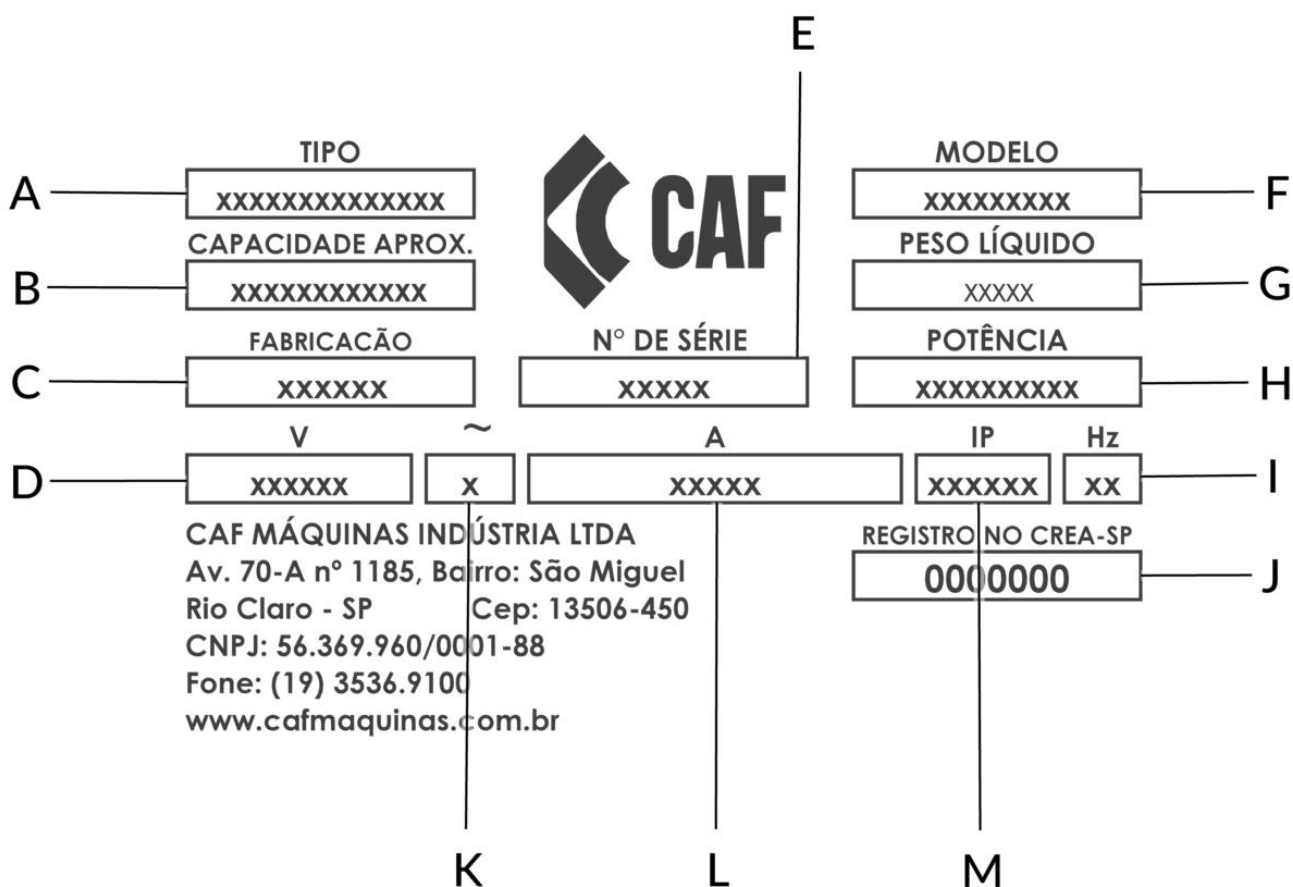 E
TIPO
MODELO
A
xxxxxxxxxxxxxx
CAF
xxxxxxxxx
F
CAPACIDADE APROX.
PESO LÍQUIDO
B
xxxxxxxxxxxx
xxxxx
G
FABRICACÃO
N° DE SÉRIE
POTÊNCIA
C
xxxxxx
xxxxx
xxxxxxxxxx
H
V
~
A
IP
Hz
D
xxxxxx
x
xxxxx
xxxxxx
xx
I
CAF MÁQUINAS INDÚSTRIA LTDA
REGISTRO NO CREA-SP
Av. 70-A nº 1185, Bairro: São Miguel
0000000
J
Rio Claro - SP Cep: 13506-450
CNPJ: 56.369.960/0001-88
Fone: (19) 3536.9100
www.cafmaquinas.com.br
K
L
M